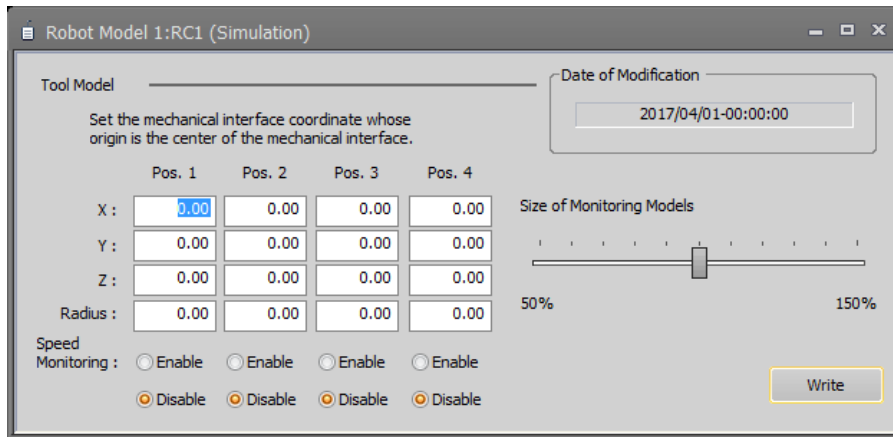 Robot Model 1:RC1 (Simulation)
Tool Model
Date of Modification
2017/04/01-00:00:00
Set the mechanical interface coordinate whose
origin is the center of the mechanical interface.
Pos. 1 Pos. 2 Pos. 3 Pos. 4
X : 0.00 0.00 0.00 0.00
Y : 0.00 0.00 0.00 0.00
Z : 0.00 0.00 0.00 0.00
Radius : 0.00 0.00 0.00 0.00
Speed
Monitoring : Enable Enable Enable Enable
Disable Disable Disable Disable
Size of Monitoring Models
50% 150%
Write